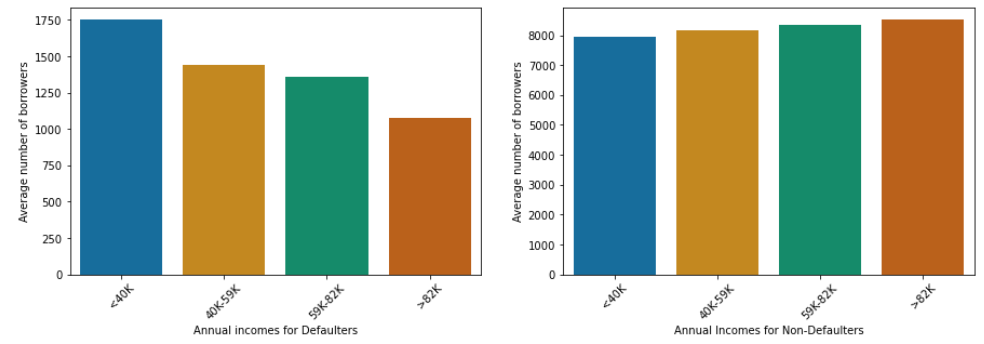 Average number of borrowers
1750
1500
1250
1000
750
500
250
0
<40K
40K-59K
59K-82K
>82K
Annual incomes for Defaulters
Average number of borrowers
8000
7000
6000
5000
4000
3000
2000
1000
0
<40K
40K-59K
59K-82K
>82K
Annual Incomes for Non-Defaulters